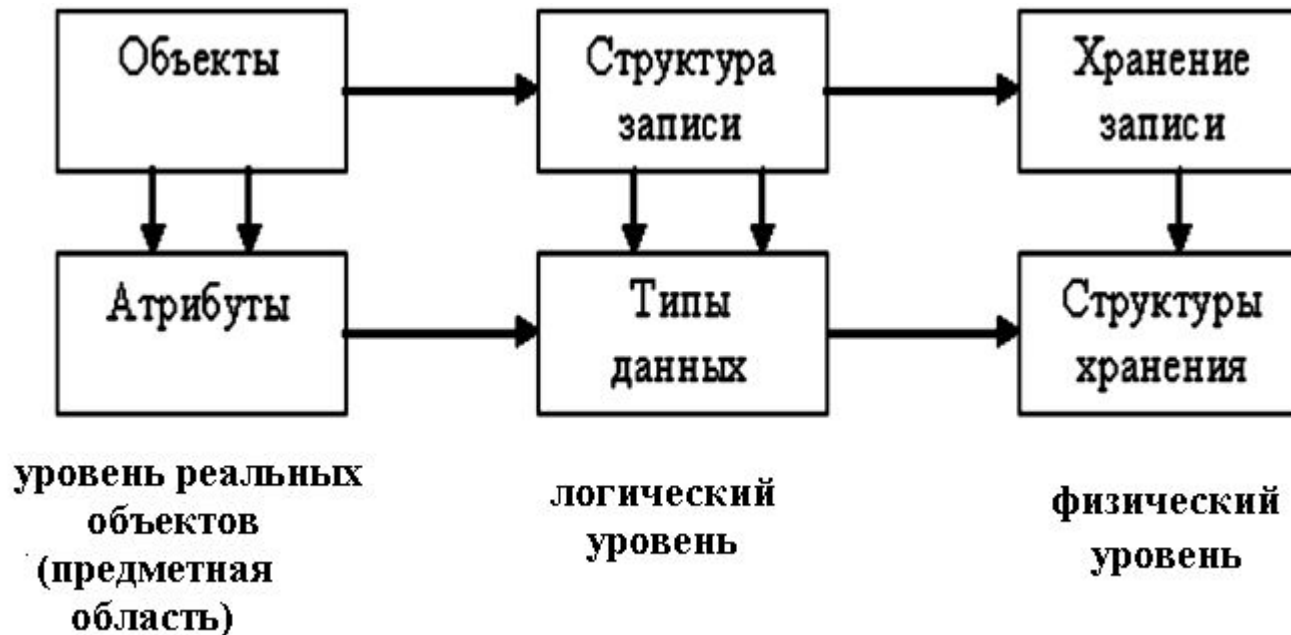 Объекты
Структура
записи
Хранение
записи
Атрибуты
Типы
данных
Структуры
хранения
уровень реальных
объектов
(предметная
область)
логический
уровень
физический
уровень